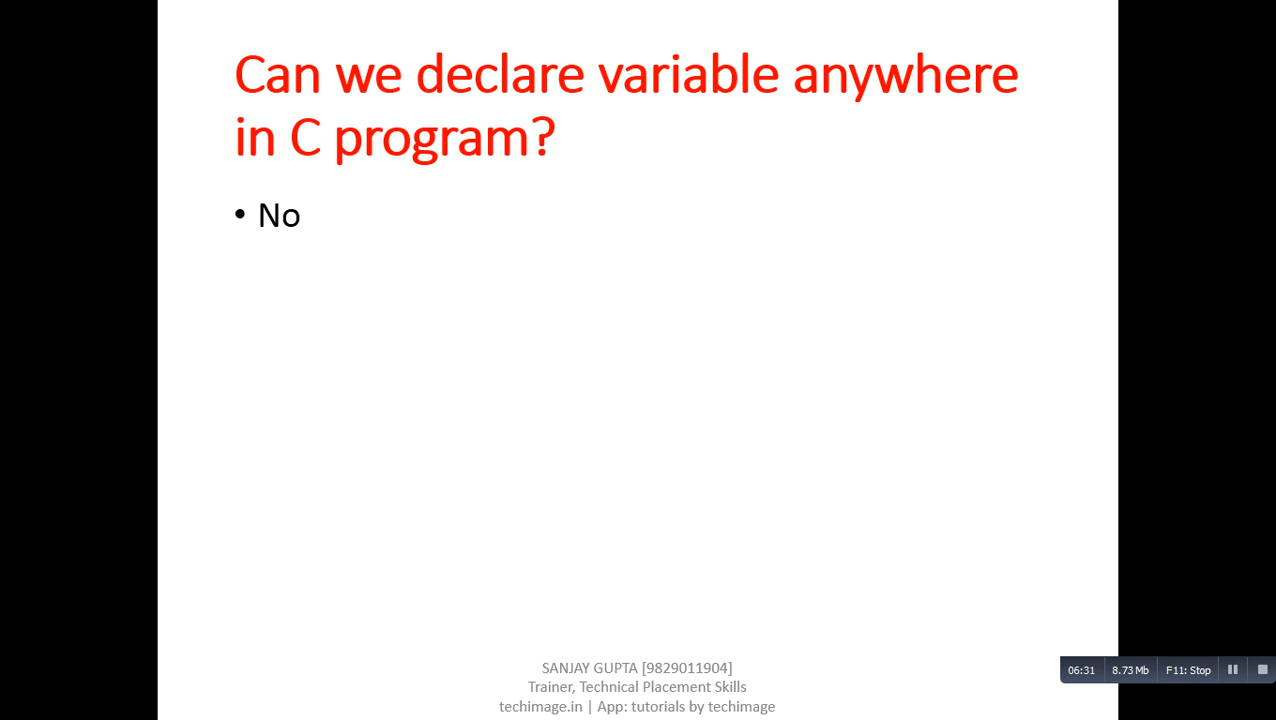 Can we declare variable anywhere
in C program?
• No
SANJAY GUPTA [9829011904]
Trainer, Technical Placement Skills
techimage.in | App: tutorials by techimage
06:31 8.73 Mb F11: Stop